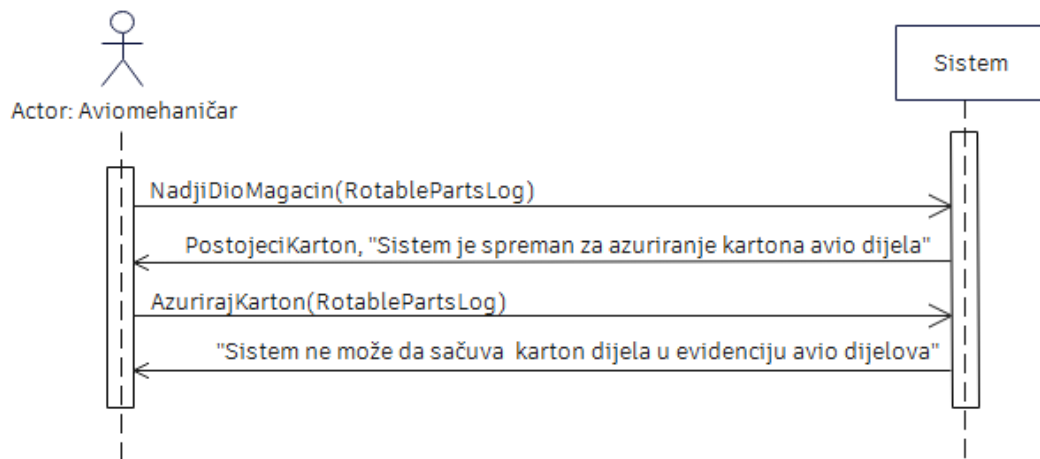 Sistem
Actor: Aviomehaničar
NadjiDioMagacin(RotablePartsLog)
PostojeciKarton, "Sistem je spreman za azuriranje kartona avio dijela"
AzurirajKarton(RotablePartsLog)
"Sistem ne može da sačuva  karton dijela u evidenciju avio dijelova"